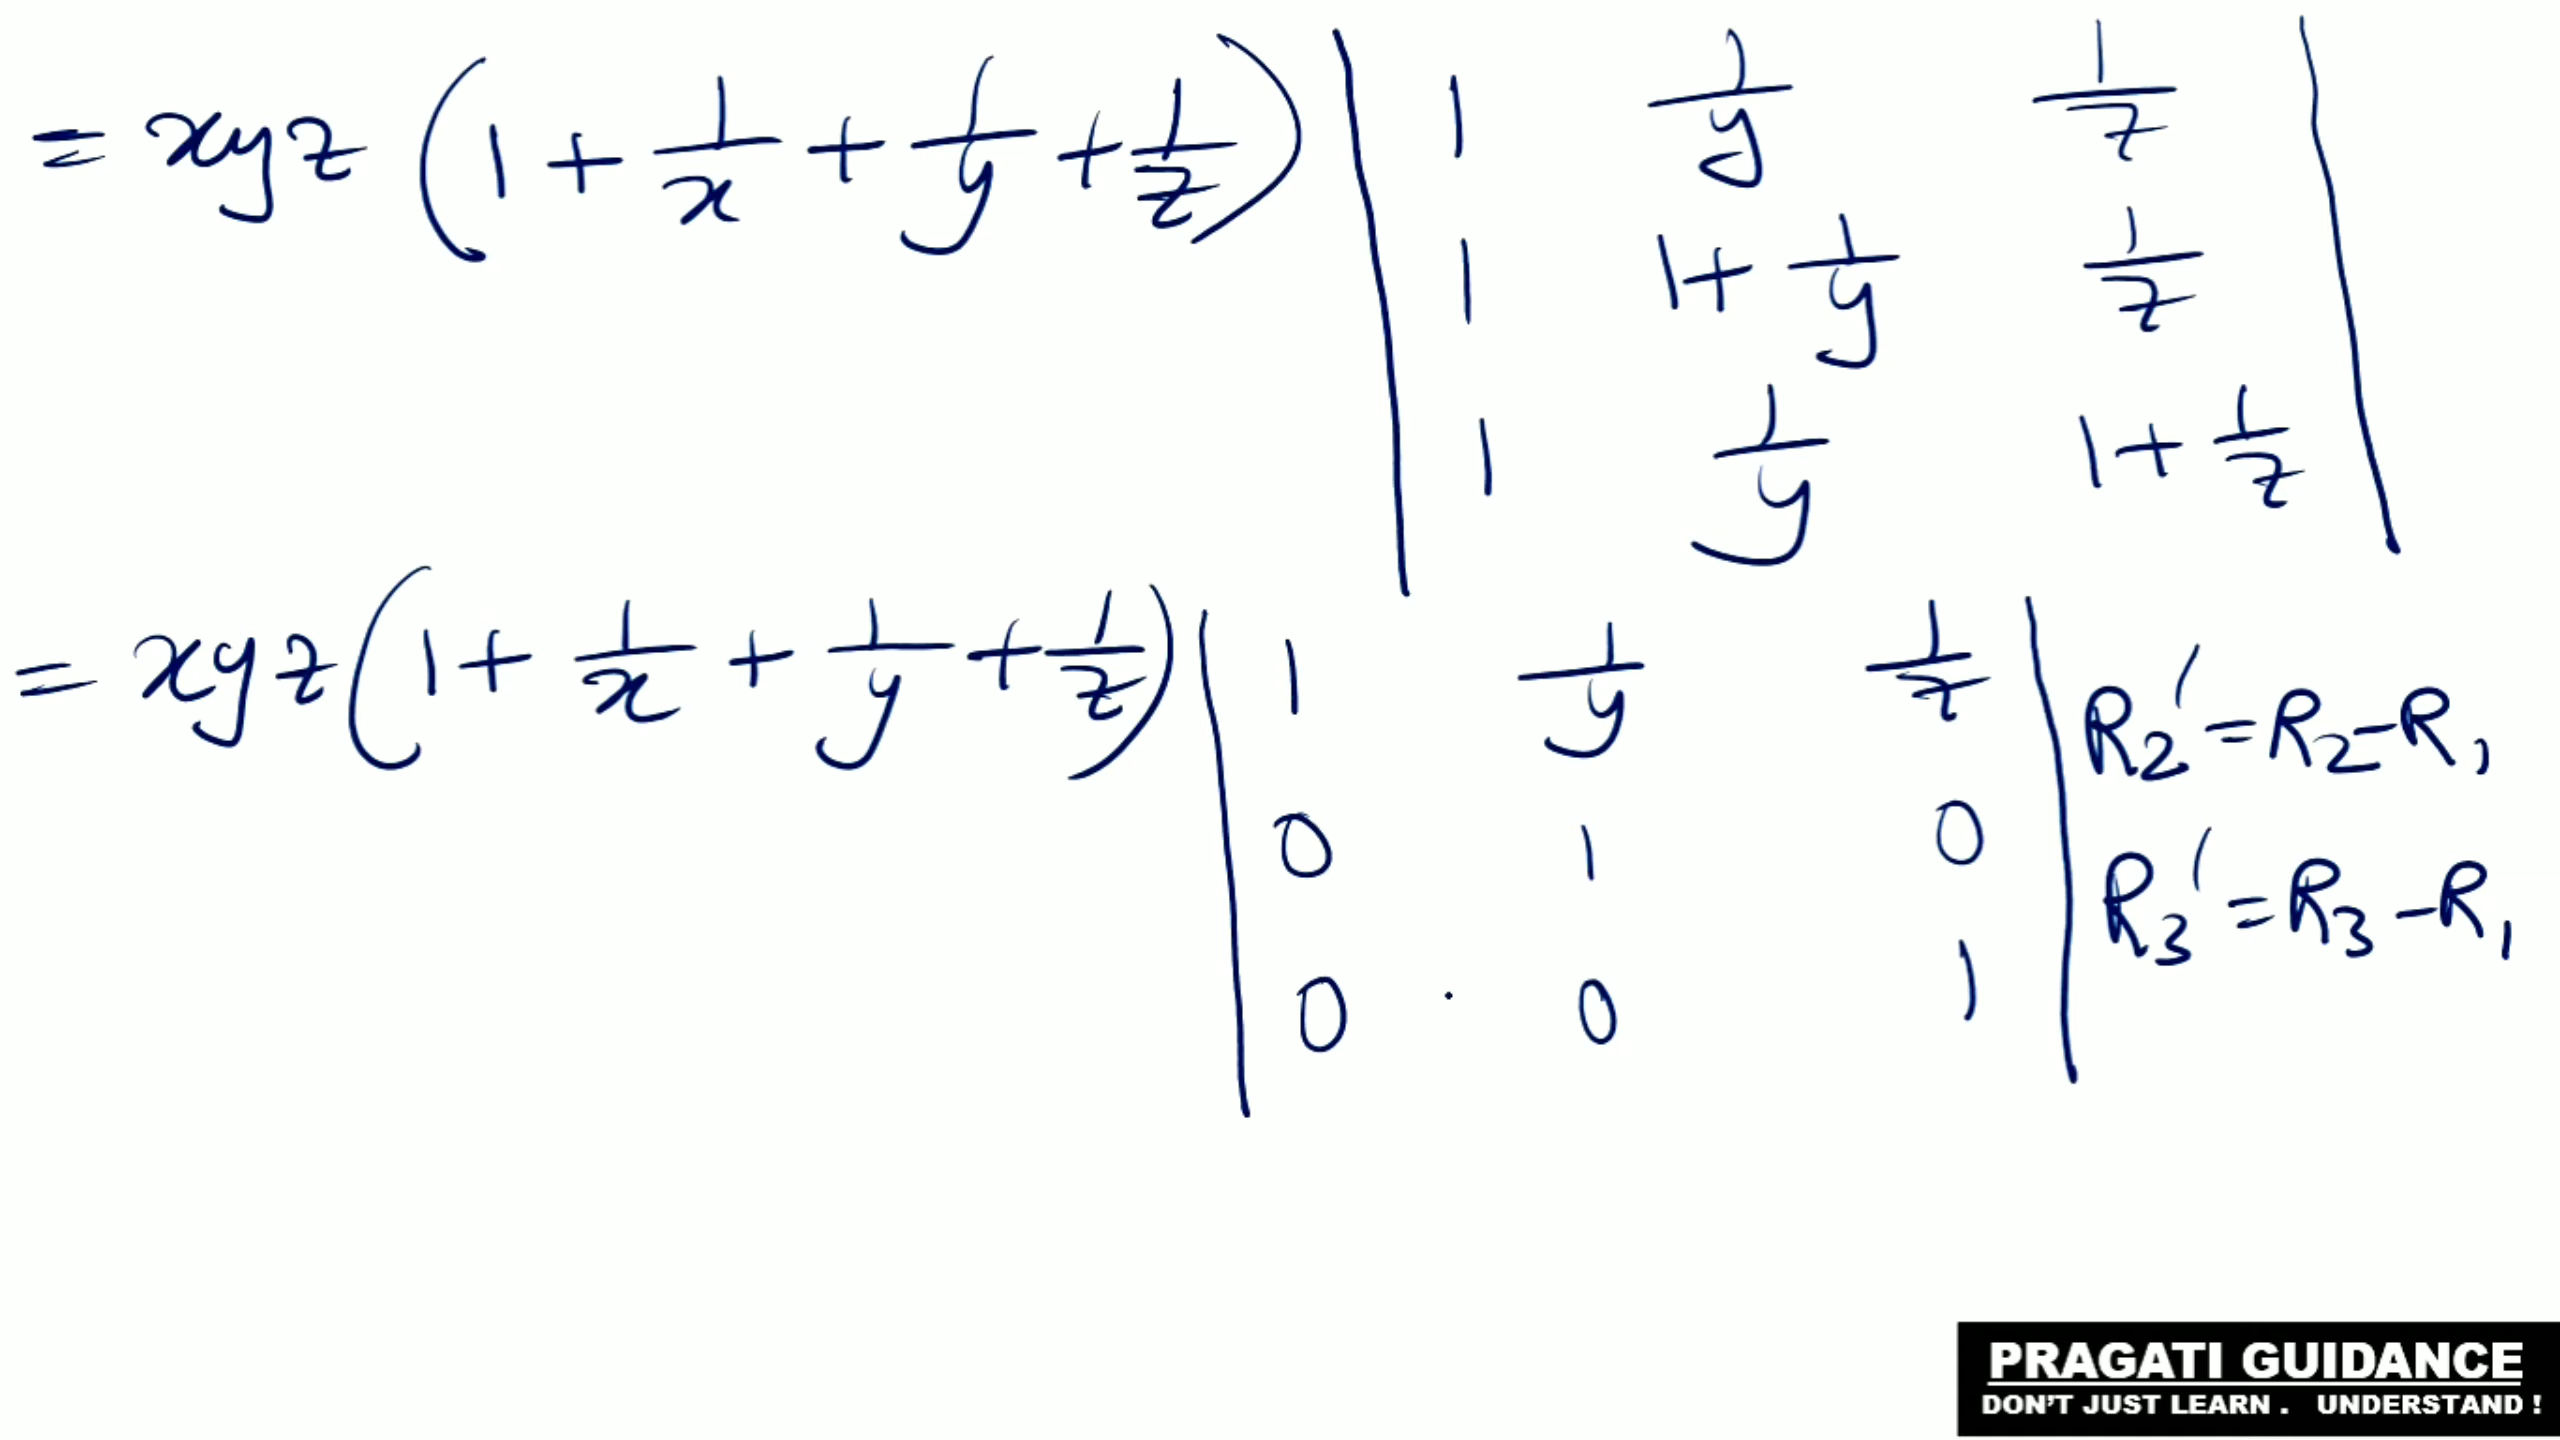 = xyz (1 + 1/x + 1/y + 1/z) | 1 1/y 1/z |
| 1 1 + 1/y 1/z |
| 1 1/y 1 + 1/z |
= xyz (1 + 1/x + 1/y + 1/z) | 1 1/y 1/z | R2' = R2 - R1
| 0 1 0 |
| 0 0 1 | R3' = R3 - R1
PRAGATI GUIDANCE
DON'T JUST LEARN . UNDERSTAND !